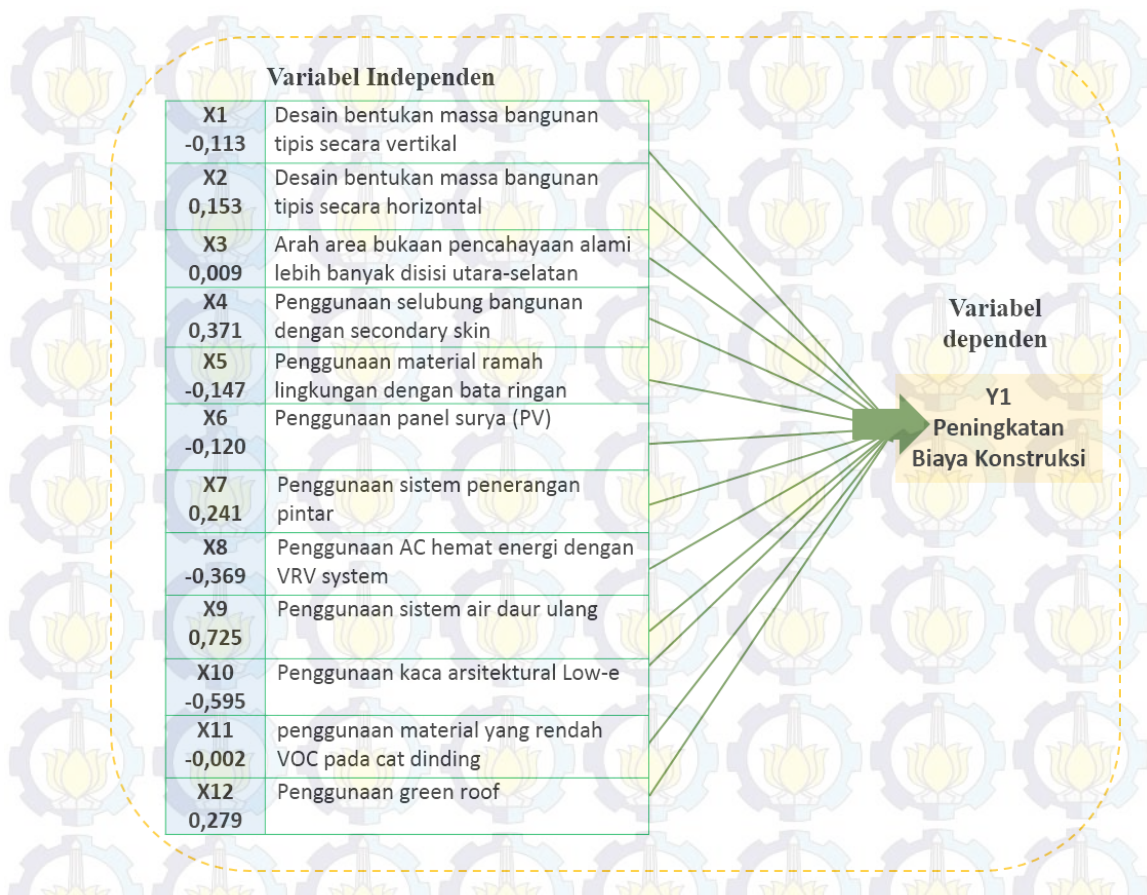 Variabel Independen
X1
-0,113
Desain bentukan massa bangunan
tipis secara vertikal
X2
0,153
Desain bentukan massa bangunan
tipis secara horizontal
X3
0,009
Arah area bukaan pencahayaan alami
lebih banyak disisi utara-selatan
X4
0,371
Penggunaan selubung bangunan
dengan secondary skin
X5
-0,147
Penggunaan material ramah
lingkungan dengan bata ringan
X6
-0,120
Penggunaan panel surya (PV)
X7
0,241
Penggunaan sistem penerangan
pintar
X8
-0,369
Penggunaan AC hemat energi dengan
VRV system
X9
0,725
Penggunaan sistem air daur ulang
X10
-0,595
Penggunaan kaca arsitektural Low-e
X11
-0,002
penggunaan material yang rendah
VOC pada cat dinding
X12
0,279
Penggunaan green roof
Variabel
dependen
Y1
Peningkatan
Biaya Konstruksi